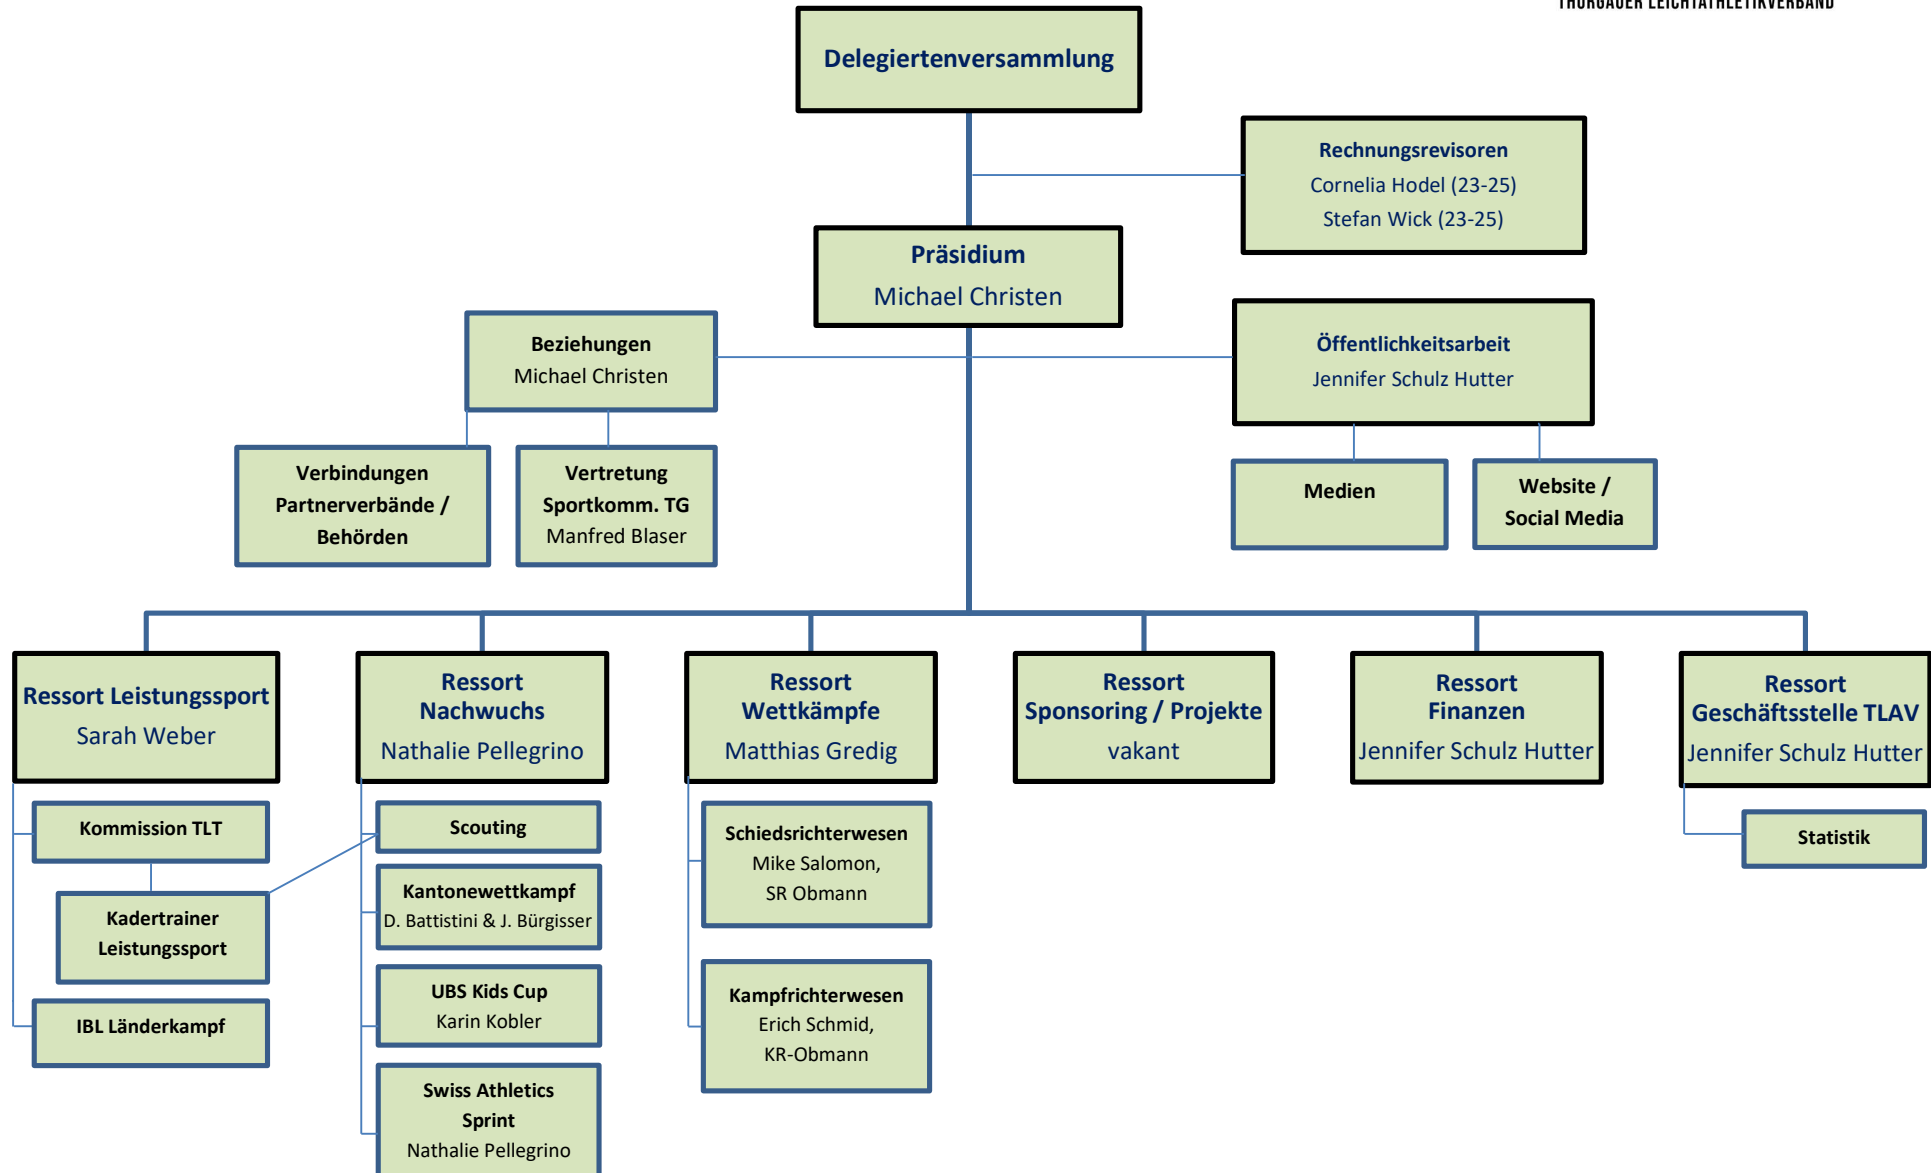 THURGAUER LEICHTATHLETIKVERBAND
Delegiertenversammlung
Rechnungsrevisoren
Cornelia Hodel (23-25)
Stefan Wick (23-25)
Präsidium
Michael Christen
Beziehungen
Michael Christen
Öffentlichkeitsarbeit
Jennifer Schulz Hutter
Verbindungen
Partnerverbände /
Behörden
Vertretung
Sportkomm. TG
Manfred Blaser
Medien
Website /
Social Media
Ressort Leistungssport
Sarah Weber
Ressort
Nachwuchs
Nathalie Pellegrino
Ressort
Wettkämpfe
Matthias Gredig
Ressort
Sponsoring / Projekte
vakant
Ressort
Finanzen
Jennifer Schulz Hutter
Ressort
Geschäftsstelle TLAV
Jennifer Schulz Hutter
Kommission TLT
Kadertrainer
Leistungssport
IBL Länderkampf
Scouting
Kantonewettkampf
D. Battistini & J. Bürgisser
UBS Kids Cup
Karin Kobler
Swiss Athletics
Sprint
Nathalie Pellegrino
Schiedsrichterwesen
Mike Salomon,
SR Obmann
Kampfrichterwesen
Erich Schmid,
KR-Obmann
Statistik